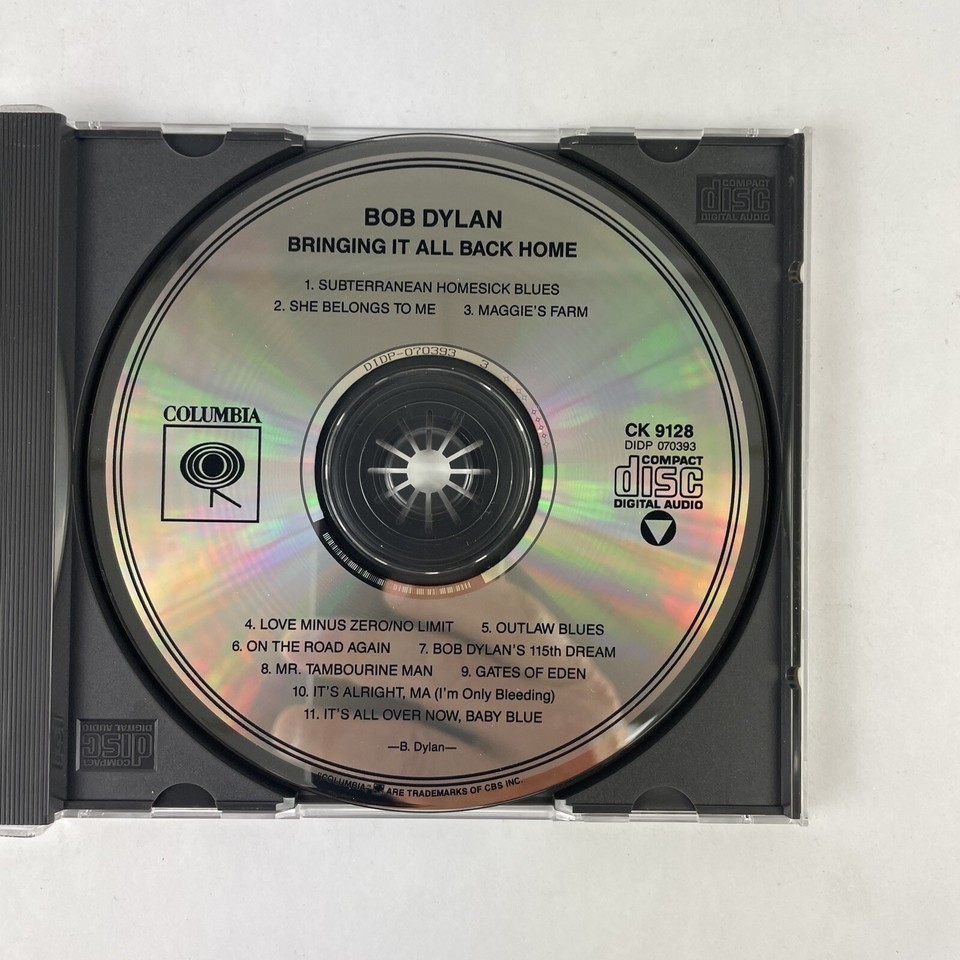 COMPACT
disc
DIGITAL AUDIO
BOB DYLAN
BRINGING IT ALL BACK HOME
1. SUBTERRANEAN HOMESICK BLUES
2. SHE BELONGS TO ME 3. MAGGIE'S FARM
DIDP-070393 3
COLUMBIA
CK 9128
DIDP 070393
COMPACT
disc
DIGITAL AUDIO
4. LOVE MINUS ZERO/NO LIMIT 5. OUTLAW BLUES
6. ON THE ROAD AGAIN 7. BOB DYLAN'S 115th DREAM
8. MR. TAMBOURINE MAN 9. GATES OF EDEN
10. IT'S ALRIGHT, MA (I'm Only Bleeding)
11. IT'S ALL OVER NOW, BABY BLUE
—B. Dylan—
"COLUMBIA" ARE TRADEMARKS OF CBS INC.
COMPACT
disc
DIGITAL AUDIO